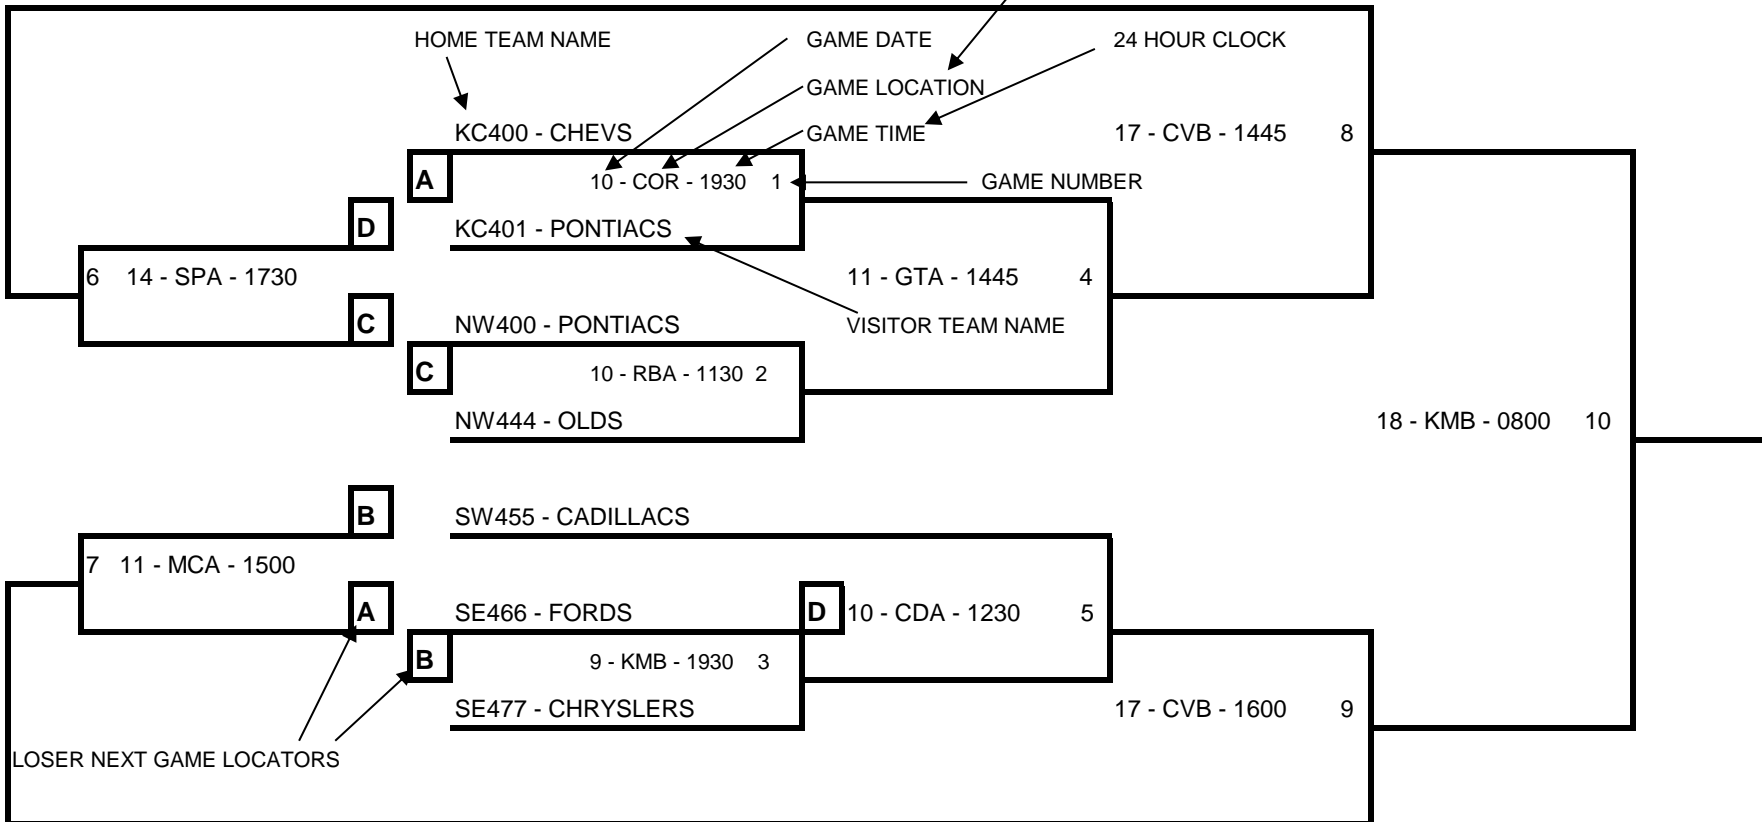 HOME TEAM NAME
GAME DATE
24 HOUR CLOCK
GAME LOCATION
KC400 - CHEVS
GAME TIME
17 - CVB - 1445 8
A
10 - COR - 1930 1
GAME NUMBER
D
KC401 - PONTIACS
6 14 - SPA - 1730
11 - GTA - 1445 4
C
NW400 - PONTIACS
VISITOR TEAM NAME
C
10 - RBA - 1130 2
NW444 - OLDS
18 - KMB - 0800 10
B
SW455 - CADILLACS
7 11 - MCA - 1500
A
SE466 - FORDS
D
10 - CDA - 1230 5
B
9 - KMB - 1930 3
SE477 - CHRYSLERS
17 - CVB - 1600 9
LOSER NEXT GAME LOCATORS